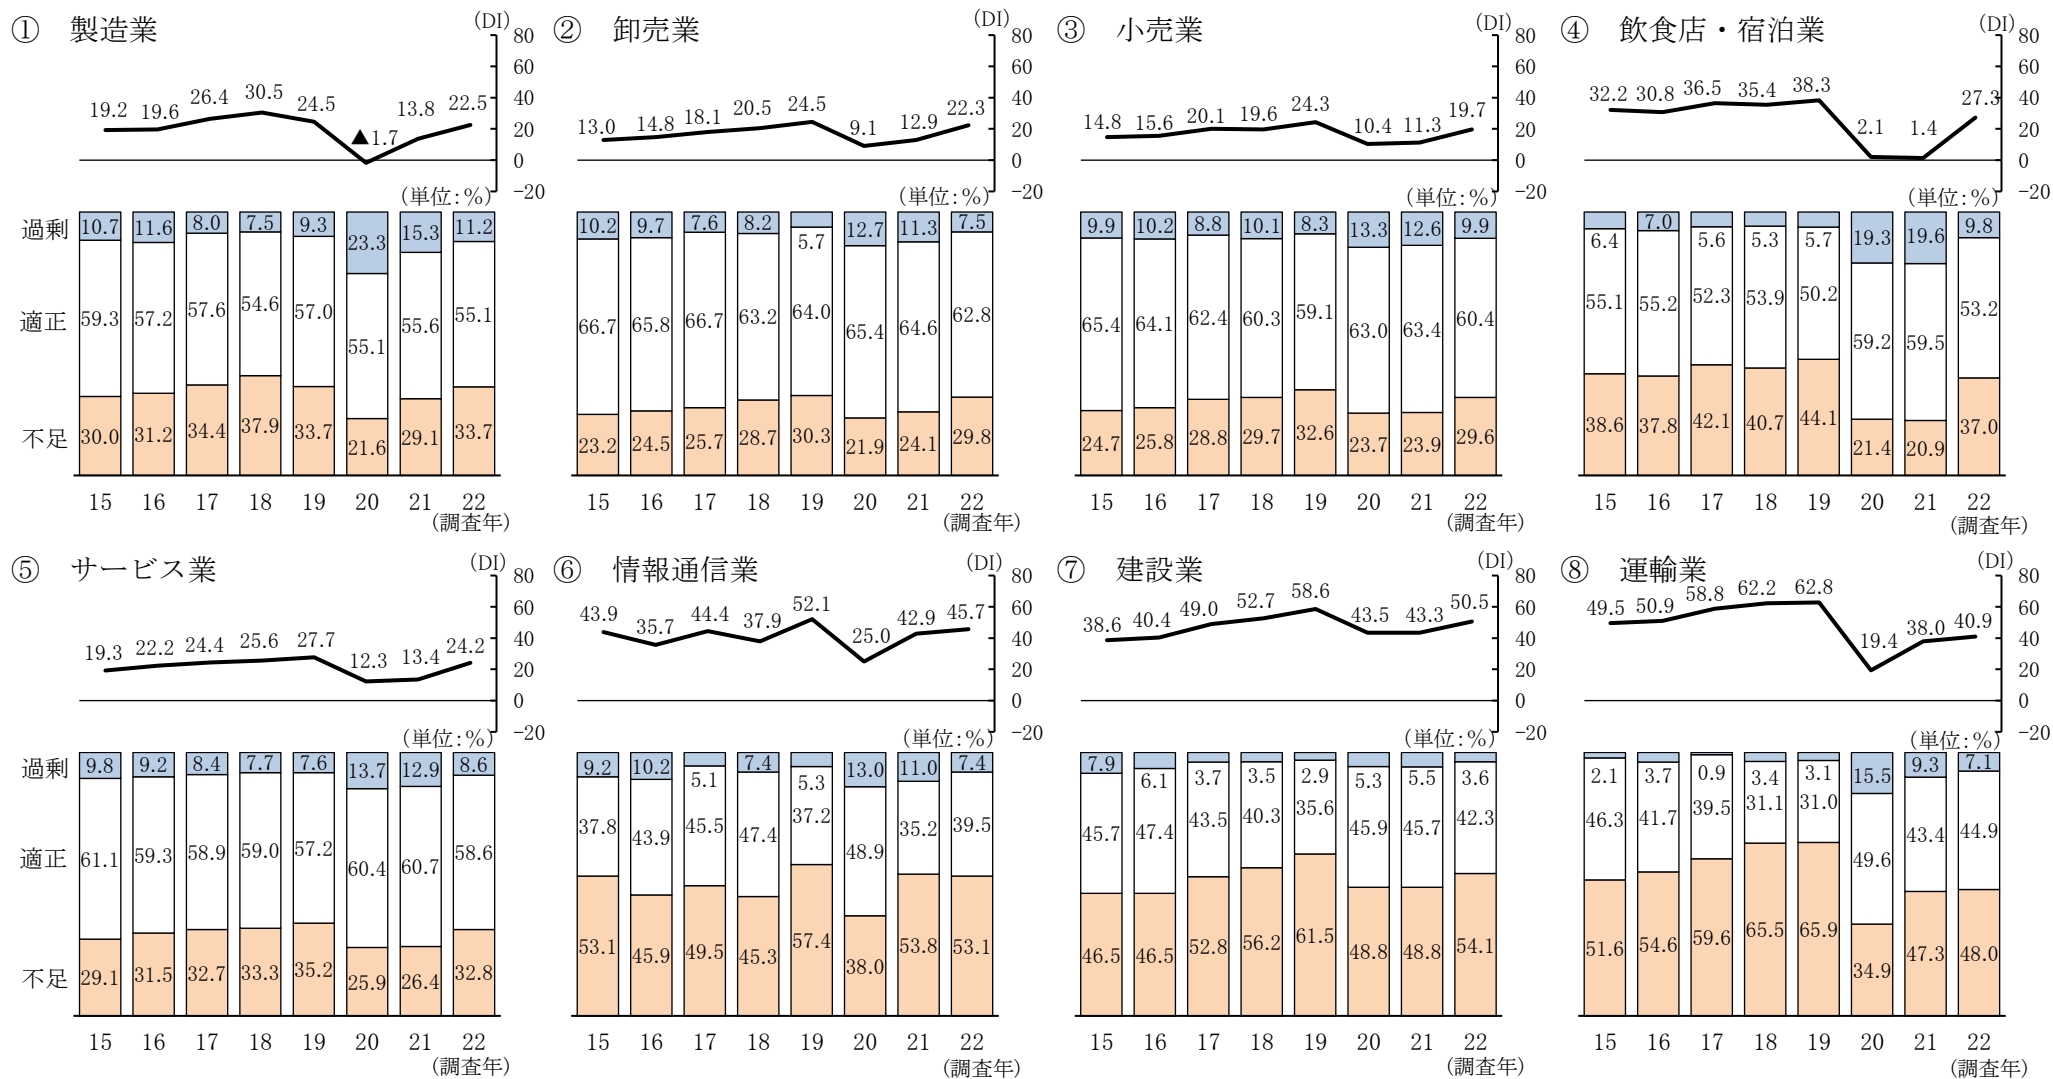 ① 製造業
(DI)
80
60
40
20
0
-20
19.2 19.6 26.4 30.5 24.5 ▲1.7 13.8 22.5
(単位:%)
過剰 10.7 11.6 8.0 7.5 9.3 23.3 15.3 11.2
適正 59.3 57.2 57.6 54.6 57.0 55.1 55.6 55.1
不足 30.0 31.2 34.4 37.9 33.7 21.6 29.1 33.7
15 16 17 18 19 20 21 22
(調査年)
② 卸売業
(DI)
80
60
40
20
0
-20
13.0 14.8 18.1 20.5 24.5 9.1 12.9 22.3
(単位:%)
10.2 9.7 7.6 8.2 5.7 12.7 11.3 7.5
66.7 65.8 66.7 63.2 64.0 65.4 64.6 62.8
23.2 24.5 25.7 28.7 30.3 21.9 24.1 29.8
15 16 17 18 19 20 21 22
(調査年)
③ 小売業
(DI)
80
60
40
20
0
-20
14.8 15.6 20.1 19.6 24.3 10.4 11.3 19.7
(単位:%)
9.9 10.2 8.8 10.1 8.3 13.3 12.6 9.9
65.4 64.1 62.4 60.3 59.1 63.0 63.4 60.4
24.7 25.8 28.8 29.7 32.6 23.7 23.9 29.6
15 16 17 18 19 20 21 22
(調査年)
④ 飲食店・宿泊業
(DI)
80
60
40
20
0
-20
32.2 30.8 36.5 35.4 38.3 2.1 1.4 27.3
(単位:%)
6.4 7.0 5.6 5.3 5.7 19.3 19.6 9.8
55.1 55.2 52.3 53.9 50.2 59.2 59.5 53.2
38.6 37.8 42.1 40.7 44.1 21.4 20.9 37.0
15 16 17 18 19 20 21 22
(調査年)
⑤ サービス業
(DI)
80
60
40
20
0
-20
19.3 22.2 24.4 25.6 27.7 12.3 13.4 24.2
(単位:%)
過剰 9.8 9.2 8.4 7.7 7.6 13.7 12.9 8.6
適正 61.1 59.3 58.9 59.0 57.2 60.4 60.7 58.6
不足 29.1 31.5 32.7 33.3 35.2 25.9 26.4 32.8
15 16 17 18 19 20 21 22
(調査年)
⑥ 情報通信業
(DI)
80
60
40
20
0
-20
43.9 35.7 44.4 37.9 52.1 25.0 42.9 45.7
(単位:%)
9.2 10.2 5.1 7.4 5.3 13.0 11.0 7.4
37.8 43.9 45.5 47.4 37.2 48.9 35.2 39.5
53.1 45.9 49.5 45.3 57.4 38.0 53.8 53.1
15 16 17 18 19 20 21 22
(調査年)
⑦ 建設業
(DI)
80
60
40
20
0
-20
38.6 40.4 49.0 52.7 58.6 43.5 43.3 50.5
(単位:%)
7.9 6.1 3.7 3.5 2.9 5.3 5.5 3.6
45.7 47.4 43.5 40.3 35.6 45.9 45.7 42.3
46.5 46.5 52.8 56.2 61.5 48.8 48.8 54.1
15 16 17 18 19 20 21 22
(調査年)
⑧ 運輸業
(DI)
80
60
40
20
0
-20
49.5 50.9 58.8 62.2 62.8 19.4 38.0 40.9
(単位:%)
2.1 3.7 0.9 3.4 3.1 15.5 9.3 7.1
46.3 41.7 39.5 31.1 31.0 49.6 43.4 44.9
51.6 54.6 59.6 65.5 65.9 34.9 47.3 48.0
15 16 17 18 19 20 21 22
(調査年)